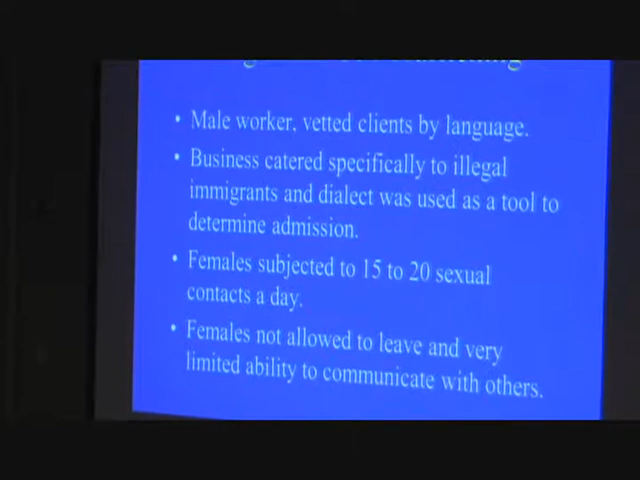 • Male worker, vetted clients by language.
• Business catered specifically to illegal
immigrants and dialect was used as a tool to
determine admission.
• Females subjected to 15 to 20 sexual
contacts a day.
• Females not allowed to leave and very
limited ability to communicate with others.